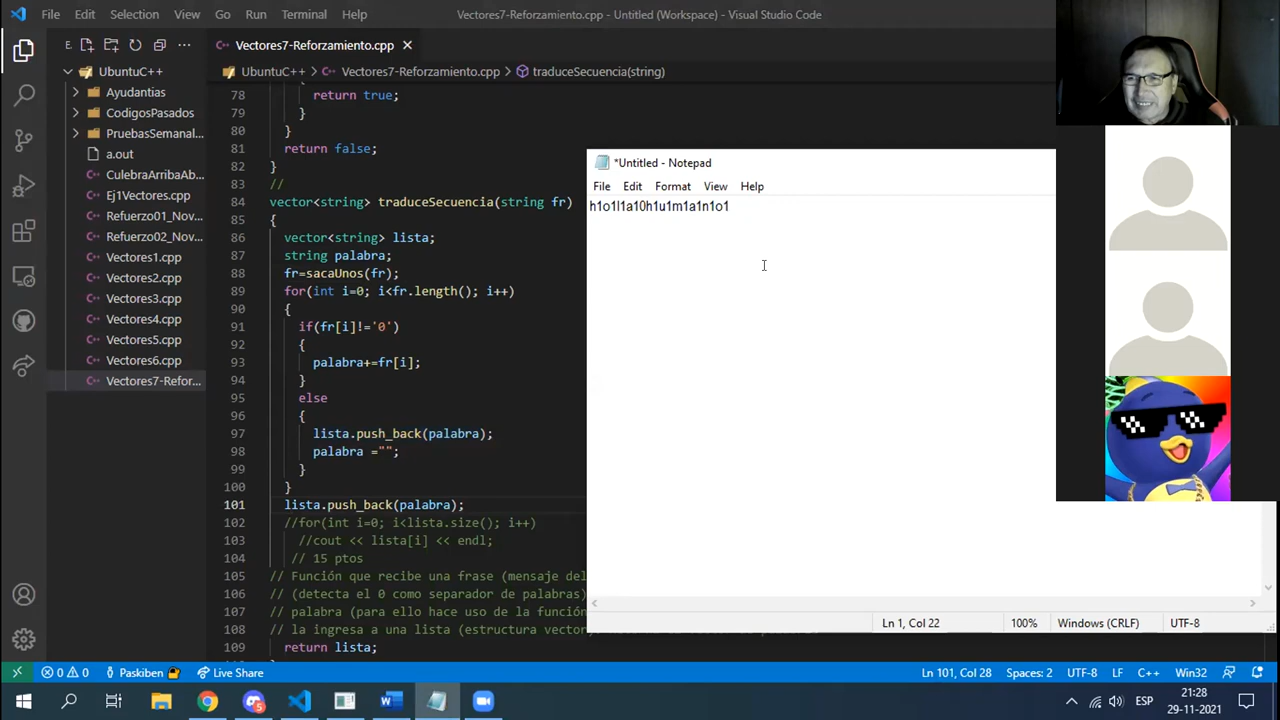 File Edit Selection View Go Run Terminal Help
Vectores7-Reforzamiento.cpp - Untitled (Workspace) - Visual Studio Code
E
Vectores7-Reforzamiento.cpp
UbuntuC++
Ayudantias
CodigosPasados
PruebasSemanal...
a.out
CulebraArribaAb...
Ej1Vectores.cpp
Refuerzo01_Nov...
Refuerzo02_Nov...
Vectores1.cpp
Vectores2.cpp
Vectores3.cpp
Vectores4.cpp
Vectores5.cpp
Vectores6.cpp
Vectores7-Refor...
UbuntuC++ > Vectores7-Reforzamiento.cpp > traduceSecuencia(string)
78 return true;
79 }
80 }
81 return false;
82 }
83 //
84 vector<string> traduceSecuencia(string fr)
85 {
86 vector<string> lista;
87 string palabra;
88 fr=sacaUnos(fr);
89 for(int i=0; i<fr.length(); i++)
90 {
91 if(fr[i]!='0')
92 {
93 palabra+=fr[i];
94 }
95 else
96 {
97 lista.push_back(palabra);
98 palabra ="";
99 }
100 }
101 lista.push_back(palabra);
102 //for(int i=0; i<lista.size(); i++)
103 //cout << lista[i] << endl;
104 // 15 ptos
105 // Función que recibe una frase (mensaje del
106 // (detecta el 0 como separador de palabras)
107 // palabra (para ello hace uso de la función
108 // la ingresa a una lista (estructura vector)
109 return lista;
*Untitled - Notepad
File Edit Format View Help
h1o1l1a10h1u1m1a1n1o1
Ln 1, Col 22 100% Windows (CRLF) UTF-8
0 0 Paskiben Live Share Ln 101, Col 28 Spaces: 2 UTF-8 LF C++ Win32
ESP
21:28
29-11-2021